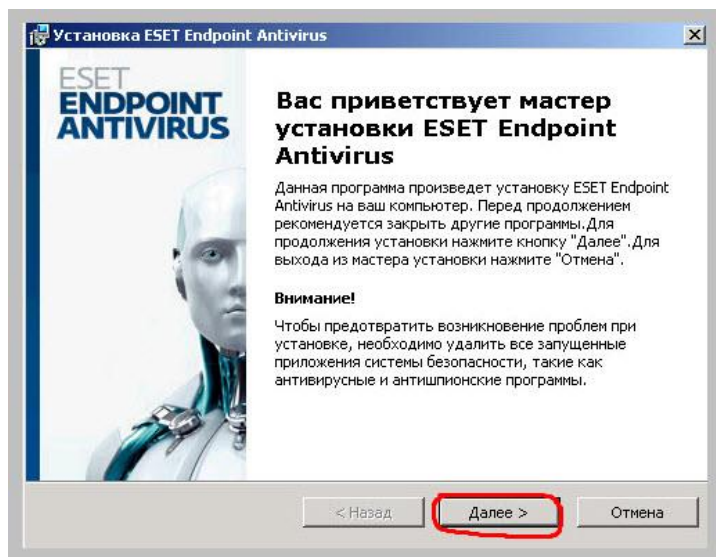 Установка ESET Endpoint Antivirus
ESET
ENDPOINT
ANTIVIRUS
Вас приветствует мастер
установки ESET Endpoint
Antivirus
Данная программа произведет установку ESET Endpoint
Antivirus на ваш компьютер. Перед продолжением
рекомендуется закрыть другие программы.Для
продолжения установки нажмите кнопку "Далее".Для
выхода из мастера установки нажмите "Отмена".
Внимание!
Чтобы предотвратить возникновение проблем при
установке, необходимо удалить все запущенные
приложения системы безопасности, такие как
антивирусные и антишпионские программы.
< Назад
Далее >
Отмена